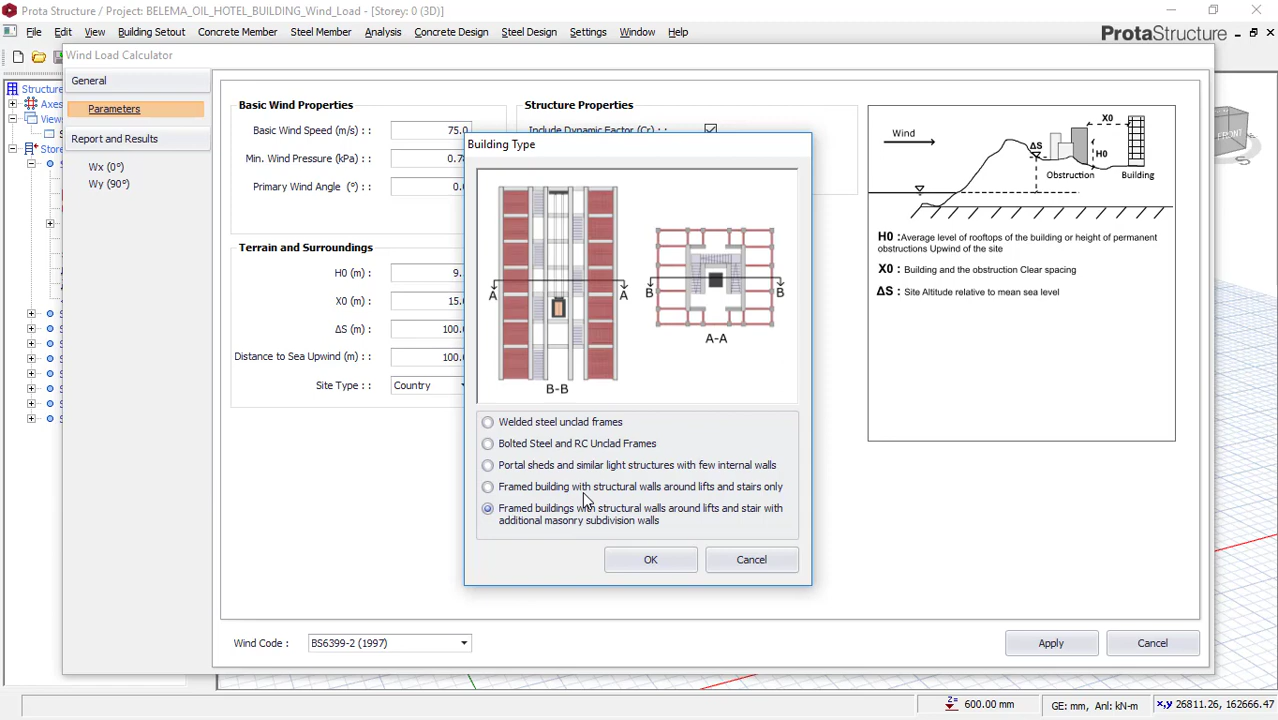 Prota Structure - BELEMA_OIL_HOTEL_BUILDING_Wind_Load - [Storey: 0 (3D)]
File Edit View Building Setout Concrete Member Steel Member Analysis Concrete Design Steel Design Settings Window Help
ProtaStructure
Wind Load Calculator
General
Parameters
Report and Results
Wx (0°)
Wy (90°)
Structure
Axes
Views
Basic Wind Properties
Basic Wind Speed (m/s) : : 75.0
Min. Wind Pressure (kPa) :
Primary Wind Angle (°) :
Structure Properties
Include Dynamic Factor (Cr) : :
Terrain and Surroundings
H0 (m) : :
X0 (m) : :
ΔS : :
Distance to Sea Upwind (m) : :
Site Type : : Country
Building Type
A A
B-B
B B
A-A
Welded steel unclad frames
Bolted Steel and RC Unclad Frames
Portal sheds and similar light structures with few internal walls
Framed building with structural walls around lifts and stairs only
Framed buildings with structural walls around lifts and stair with
additional masonry subdivision walls
OK Cancel
Wind
X0
ΔS
H0
Obstruction Building
H0 :Average level of rooftops of the building or height of permanent
obstructions Upwind of the site
X0 : Building and the obstruction Clear spacing
ΔS : Site Altitude relative to mean sea level
FRONT
Wind Code : BS6399-2 (1997)
Apply Cancel
Z= 600.00 mm GE: mm, Anl: kN-m x,y 26811.26, 162666.47